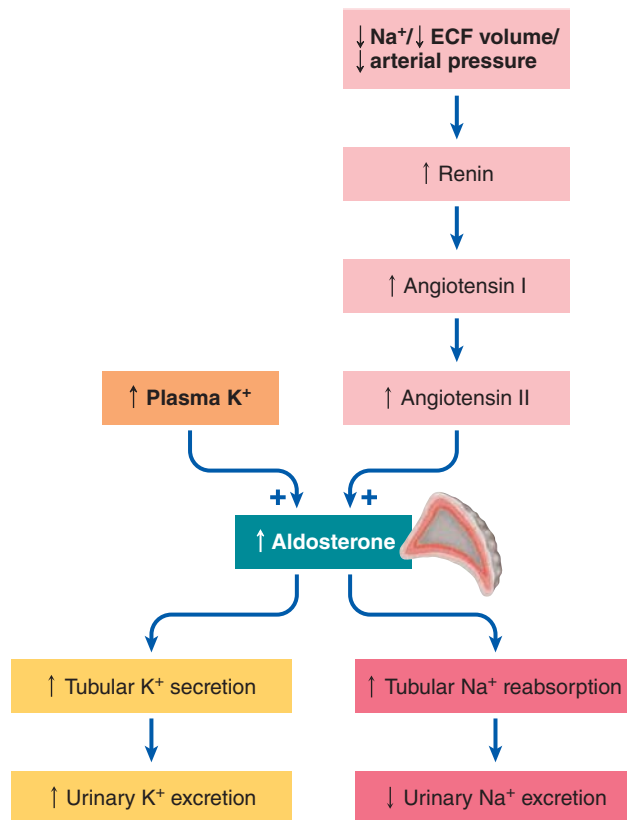 ↓ Na⁺/↓ ECF volume/
↓ arterial pressure
↑ Renin
↑ Angiotensin I
↑ Plasma K⁺
↑ Angiotensin II
+ +
↑ Aldosterone
↑ Tubular K⁺ secretion
↑ Tubular Na⁺ reabsorption
↑ Urinary K⁺ excretion
↓ Urinary Na⁺ excretion